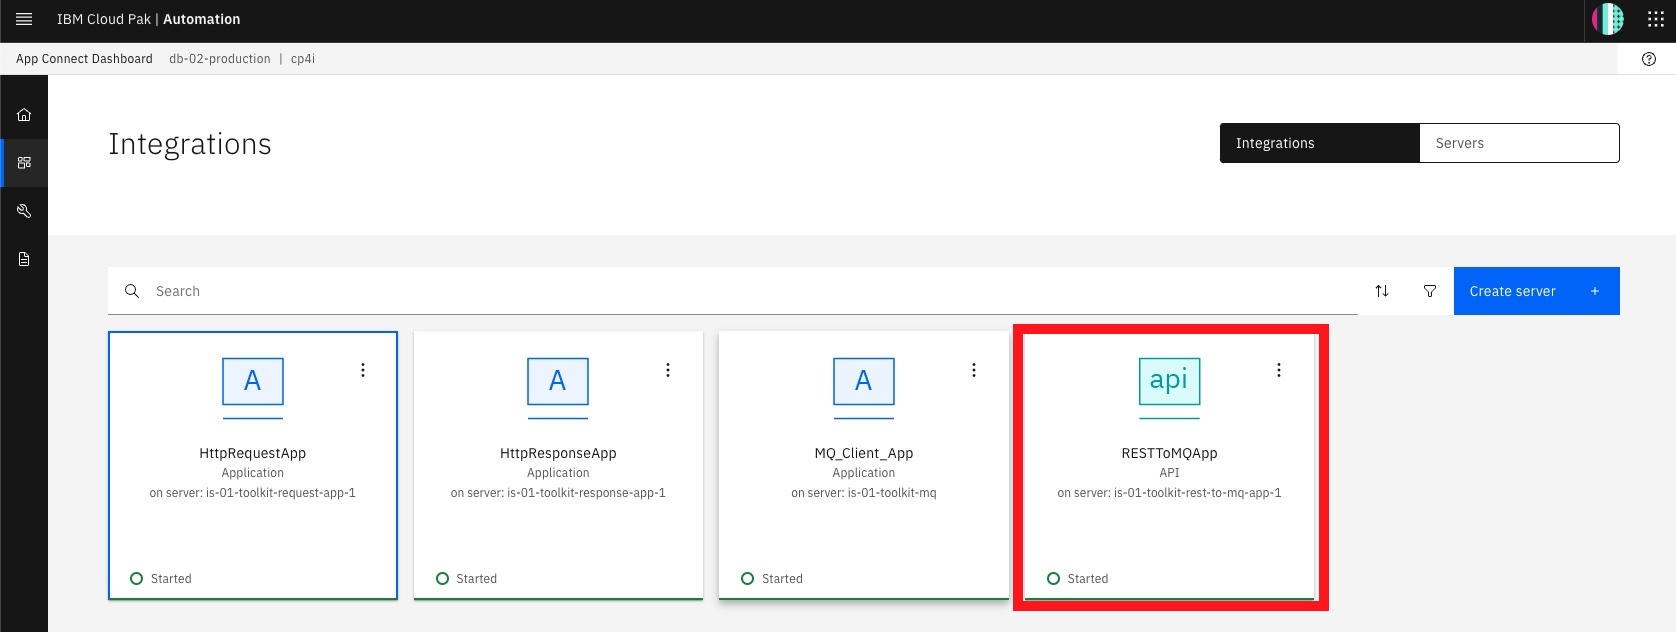 IBM Cloud Pak | Automation
App Connect Dashboard db-02-production | cp4i
Integrations
Integrations Servers
Search
Create server +
A
HttpRequestApp
Application
on server: is-01-toolkit-request-app-1
Started
A
HttpResponseApp
Application
on server: is-01-toolkit-response-app-1
Started
A
MQ_Client_App
Application
on server: is-01-toolkit-mq
Started
api
RESTToMQApp
API
on server: is-01-toolkit-rest-to-mq-app-1
Started